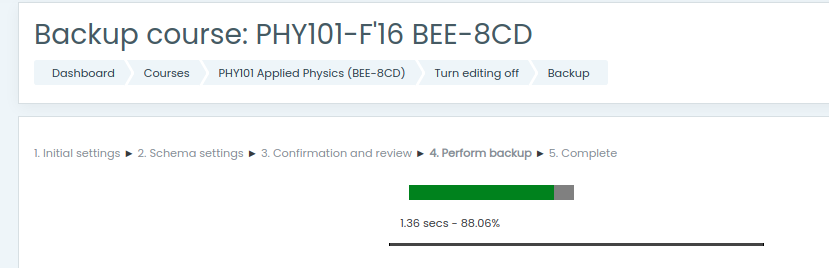 Backup course: PHY101-F'16 BEE-8CD
Dashboard Courses PHY101 Applied Physics (BEE-8CD) Turn editing off Backup
1. Initial settings ► 2. Schema settings ► 3. Confirmation and review ► 4. Perform backup ► 5. Complete
1.36 secs - 88.06%